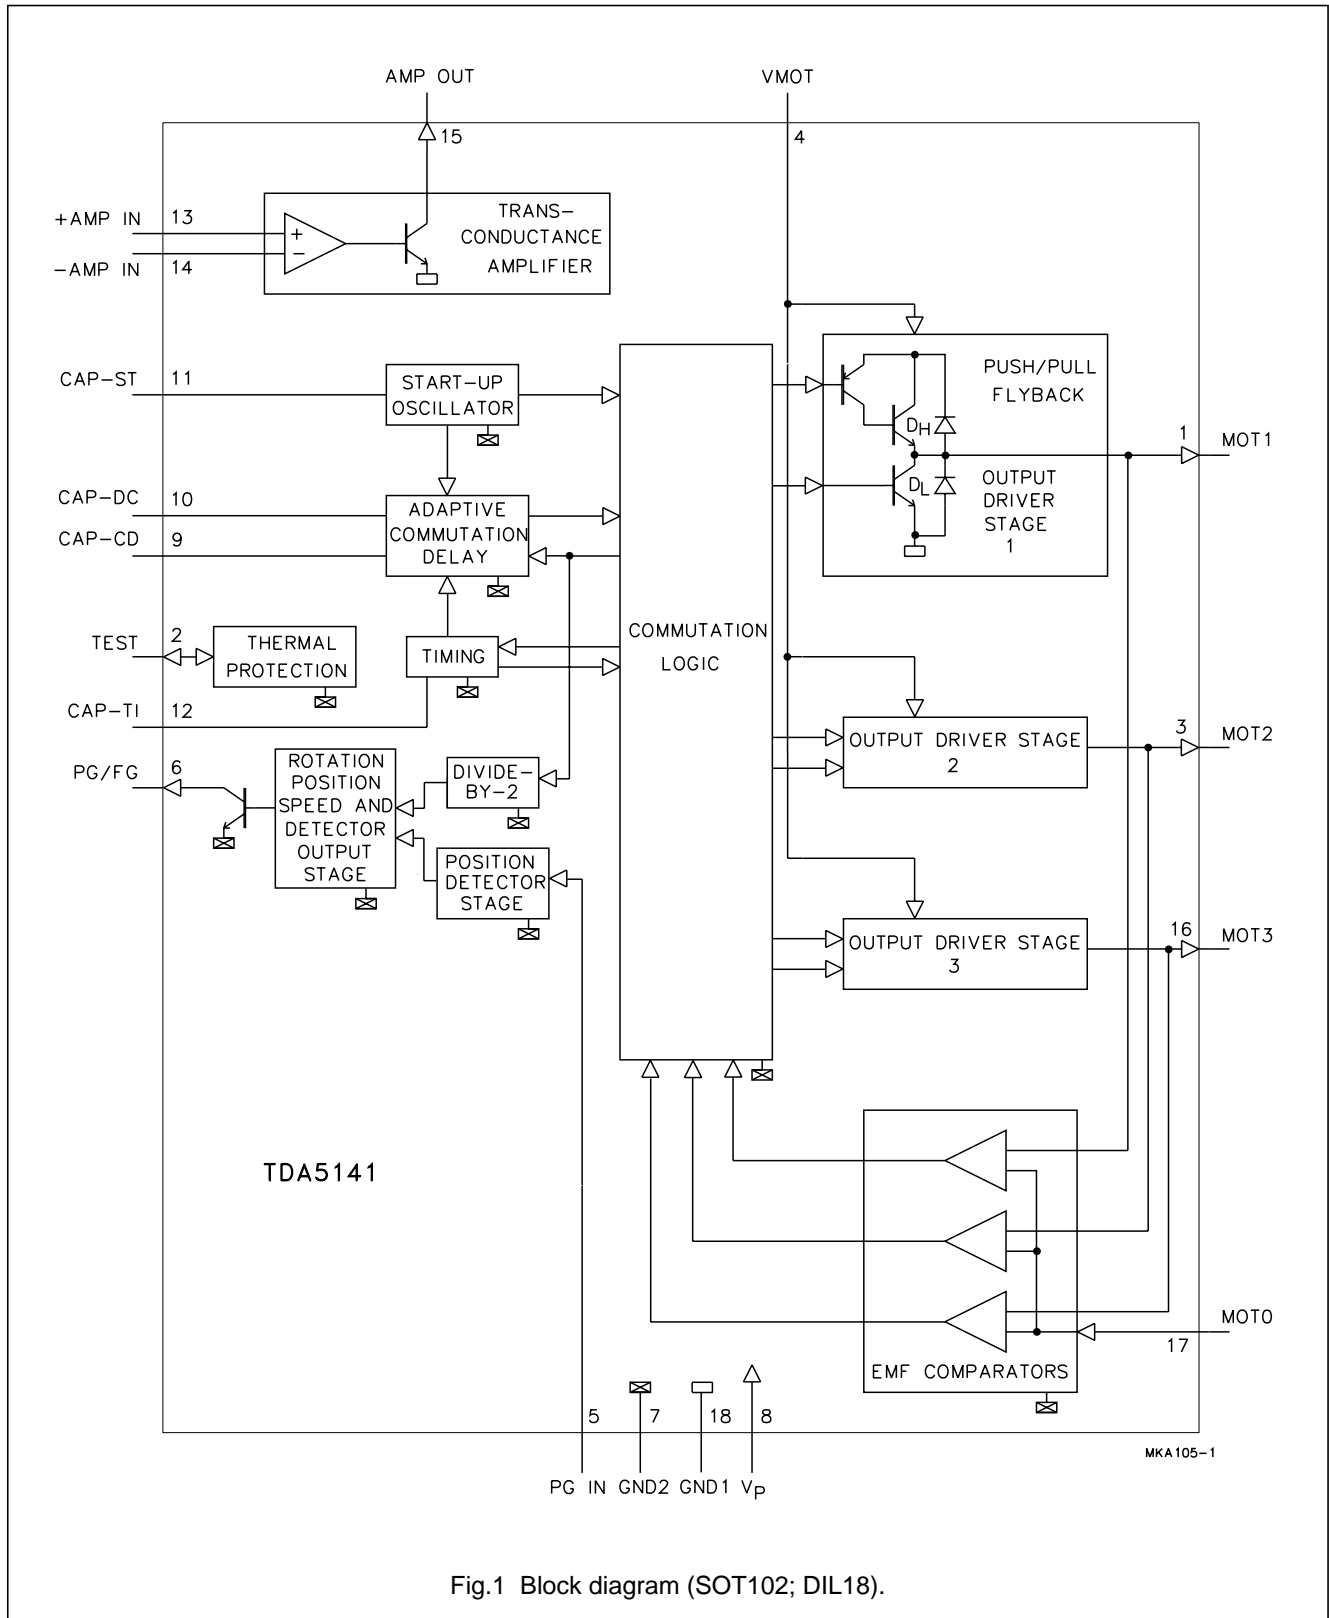 AMP OUT
VMOT
15
4
+AMP IN
13
-AMP IN
14
+
−
TRANS-
CONDUCTANCE
AMPLIFIER
CAP-ST
11
START-UP
OSCILLATOR
PUSH/PULL
FLYBACK
DH
DL
OUTPUT
DRIVER
STAGE
1
1
MOT1
CAP-DC
10
CAP-CD
9
ADAPTIVE
COMMUTATION
DELAY
TEST
2
THERMAL
PROTECTION
TIMING
COMMUTATION
LOGIC
CAP-TI
12
OUTPUT DRIVER STAGE
2
3
MOT2
PG/FG
6
ROTATION
POSITION
SPEED AND
DETECTOR
OUTPUT
STAGE
DIVIDE-
BY-2
POSITION
DETECTOR
STAGE
OUTPUT DRIVER STAGE
3
16
MOT3
TDA5141
MOT0
17
EMF COMPARATORS
5
7
18
8
PG IN
GND2
GND1
VP
MKA105-1
Fig.1 Block diagram (SOT102; DIL18).